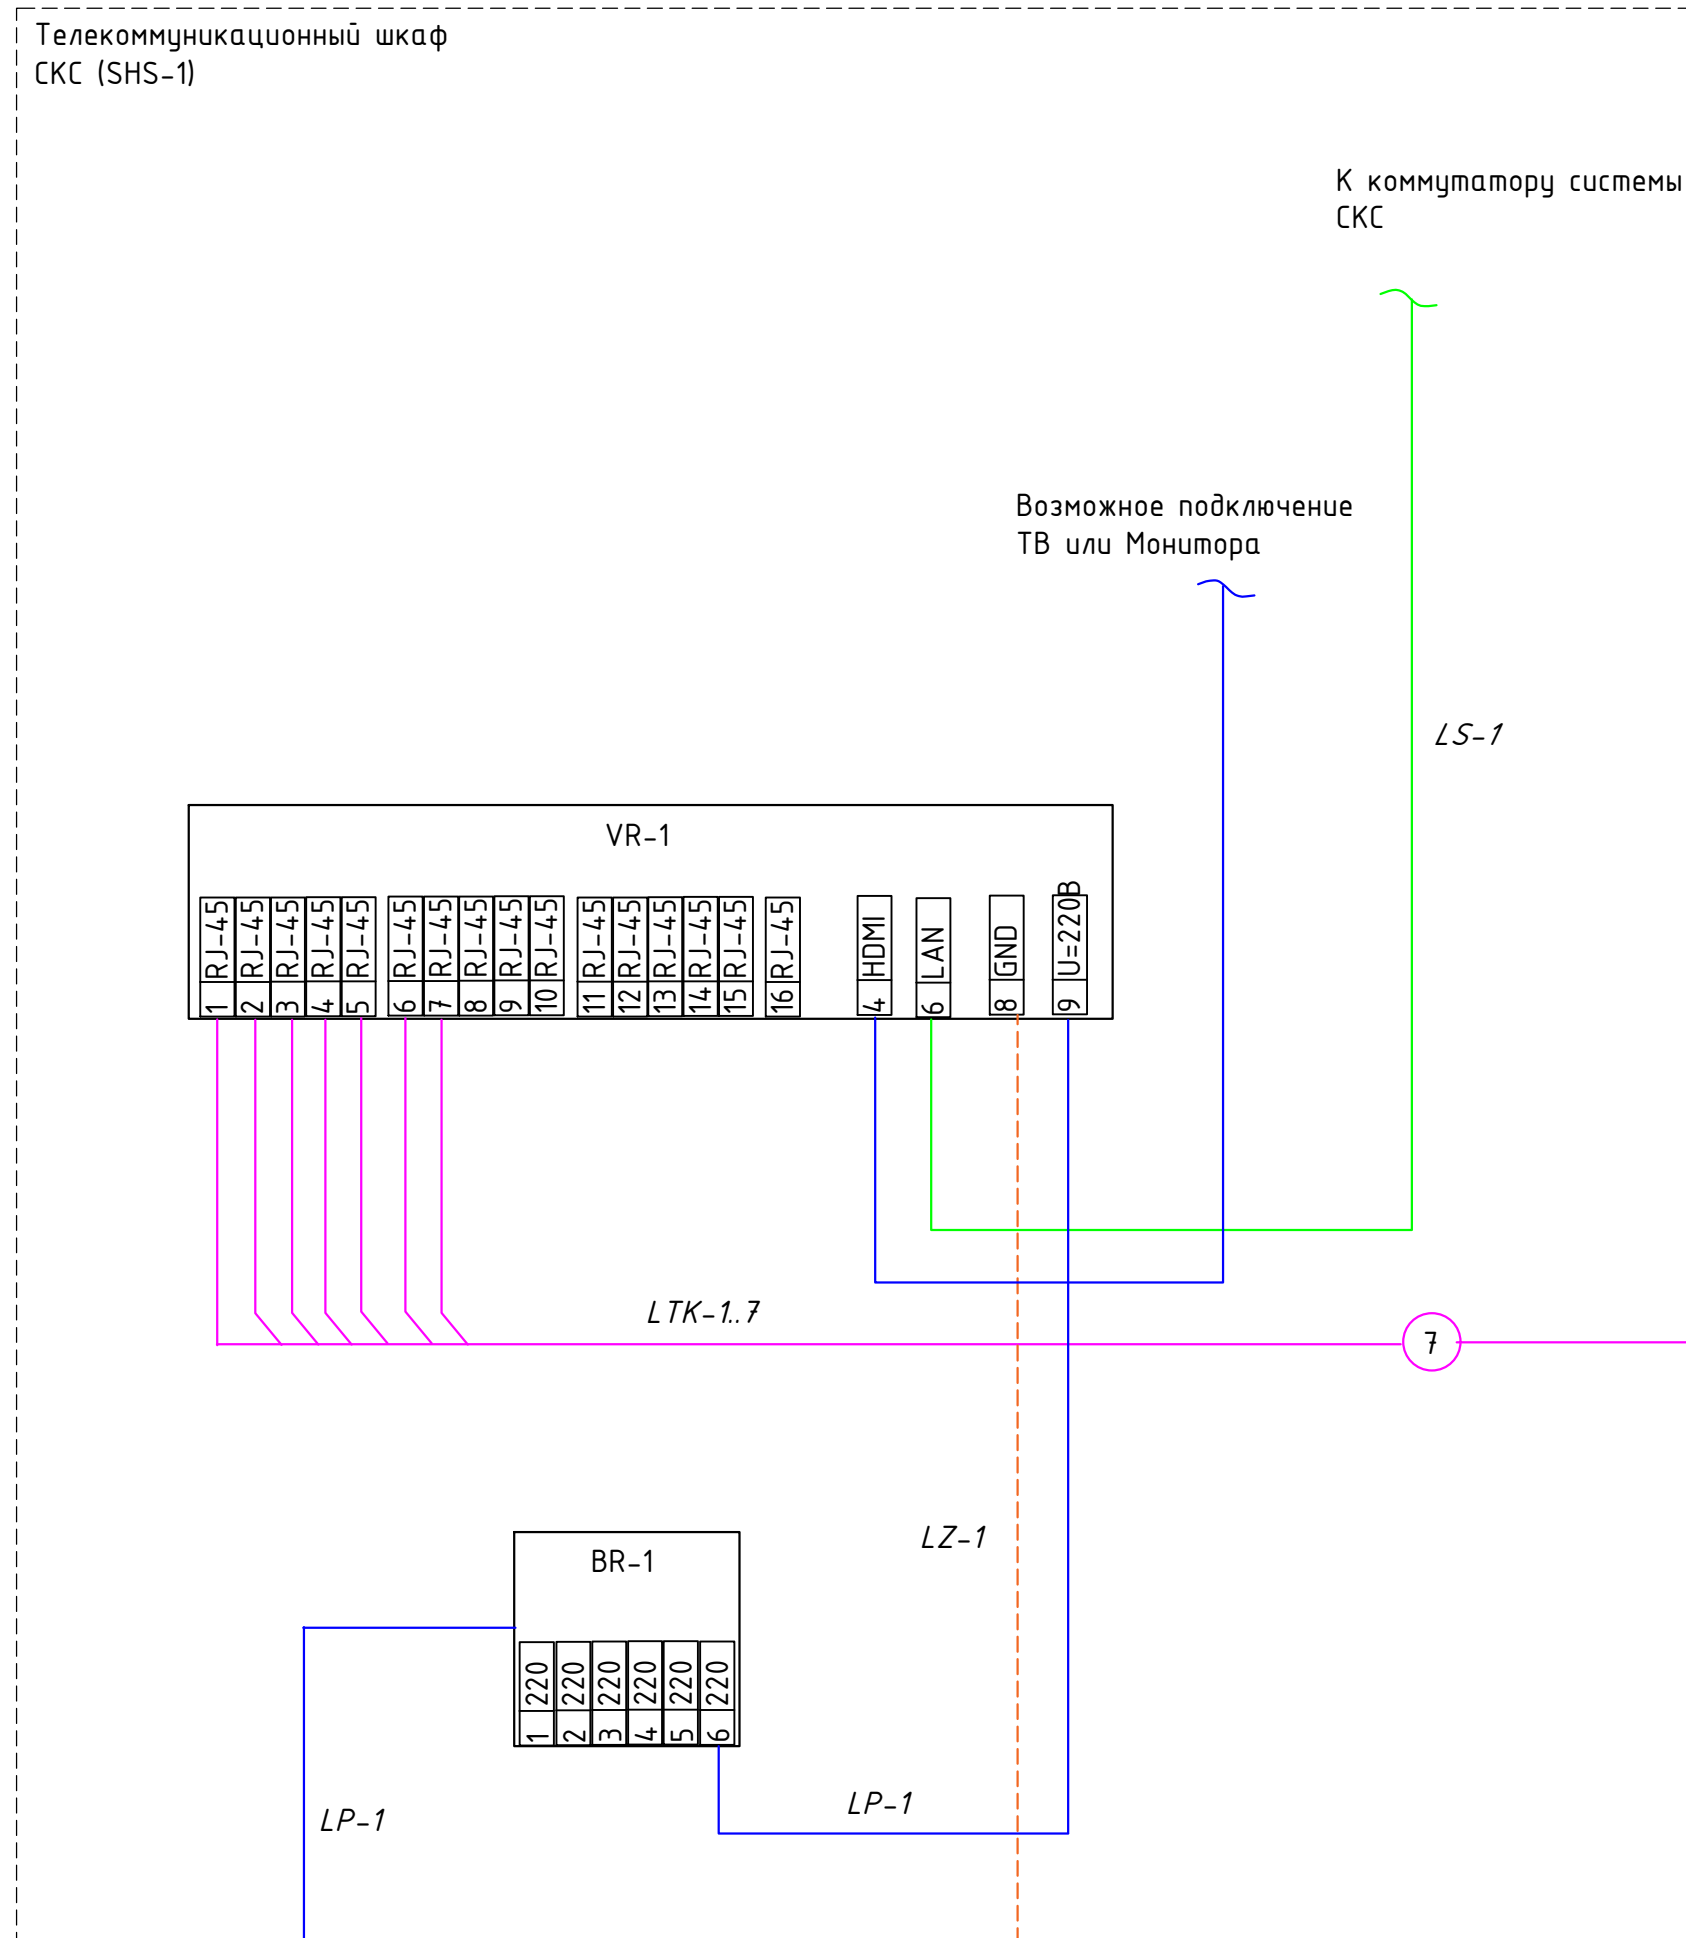 Телекоммуникационный шкаф
СКС (SHS-1)
К коммутатору системы
СКС
Возможное подключение
ТВ или Монитора
LS-1
VR-1
1 RJ-45
2 RJ-45
3 RJ-45
4 RJ-45
5 RJ-45
6 RJ-45
7 RJ-45
8 RJ-45
9 RJ-45
10 RJ-45
11 RJ-45
12 RJ-45
13 RJ-45
14 RJ-45
15 RJ-45
16 RJ-45
4 HDMI
6 LAN
8 GND
9 U=220В
LTK-1..7
7
LZ-1
BR-1
1 220
2 220
3 220
4 220
5 220
6 220
LP-1
LP-1